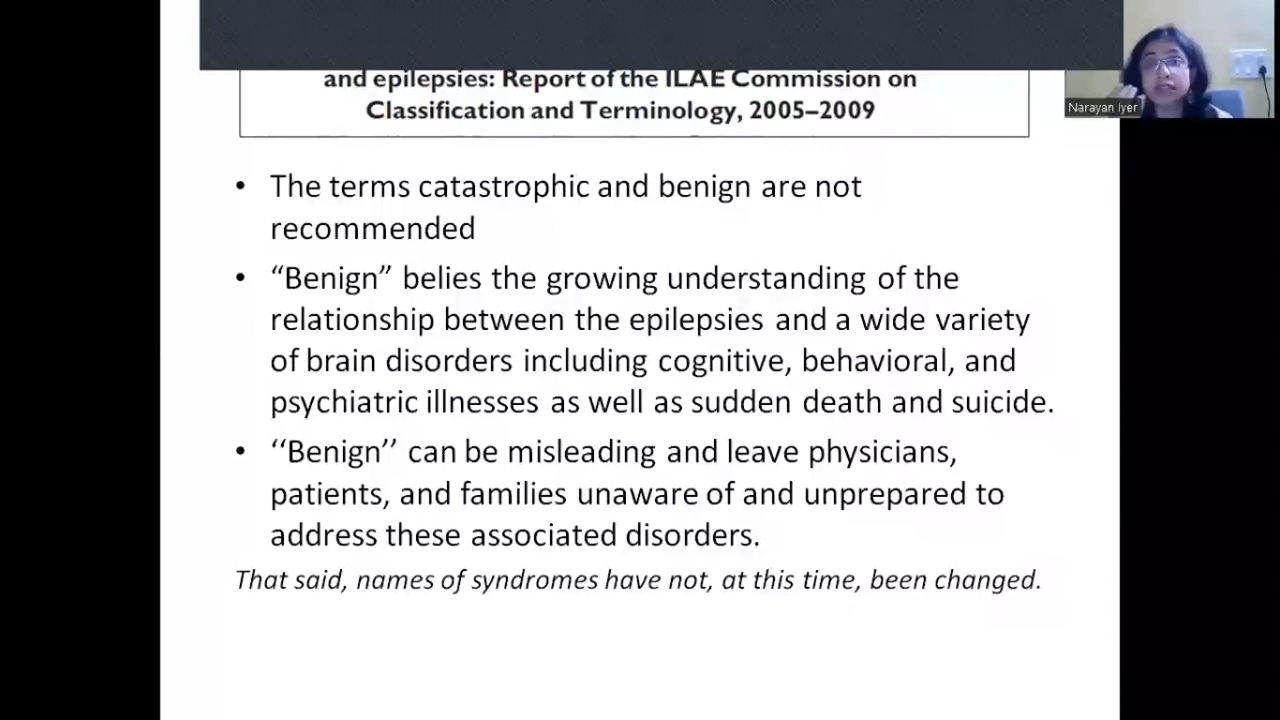 and epilepsies: Report of the ILAE Commission on
Classification and Terminology, 2005–2009
Narayan Iyer
• The terms catastrophic and benign are not
recommended
• “Benign” belies the growing understanding of the
relationship between the epilepsies and a wide variety
of brain disorders including cognitive, behavioral, and
psychiatric illnesses as well as sudden death and suicide.
• ‘‘Benign’’ can be misleading and leave physicians,
patients, and families unaware of and unprepared to
address these associated disorders.
That said, names of syndromes have not, at this time, been changed.